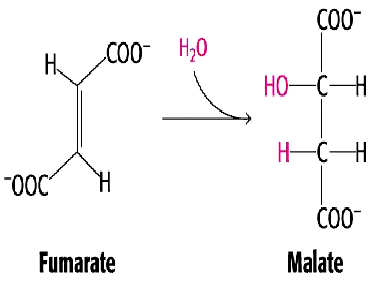 H COO⁻
⁻OOC H
Fumarate
H₂O
COO⁻
HO—C—H
H—C—H
COO⁻
Malate